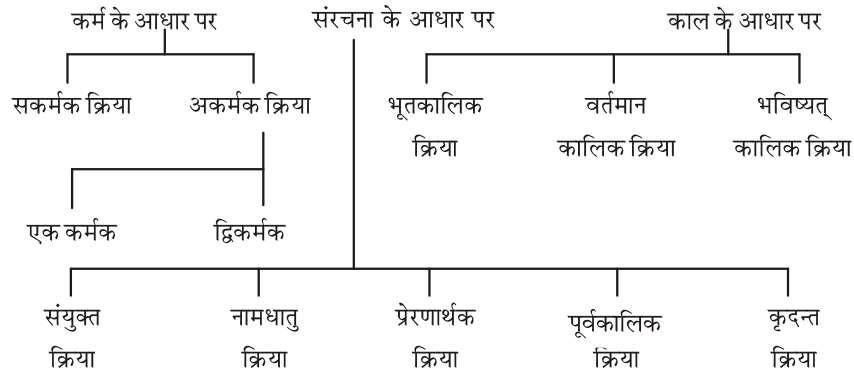 कर्म के आधार पर
संरचना के आधार पर
काल के आधार पर
सकर्मक क्रिया
अकर्मक क्रिया
भूतकालिक
क्रिया
वर्तमान
कालिक क्रिया
भविष्यत्
कालिक क्रिया
एक कर्मक
द्विकर्मक
संयुक्त
क्रिया
नामधातु
क्रिया
प्रेरणार्थक
क्रिया
पूर्वकालिक
क्रिया
कृदन्त
क्रिया